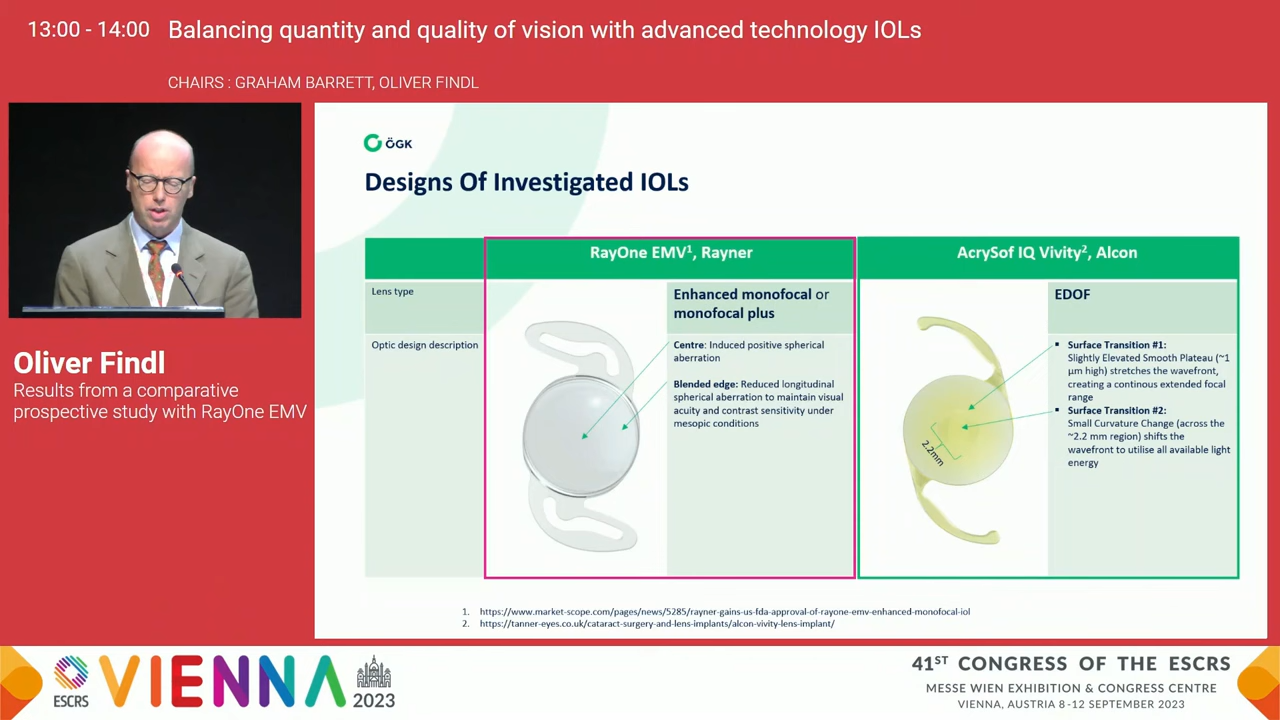 13:00 - 14:00 Balancing quantity and quality of vision with advanced technology IOLs
CHAIRS : GRAHAM BARRETT, OLIVER FINDL
Oliver Findl
Results from a comparative
prospective study with RayOne EMV
ÖGK
Designs Of Investigated IOLs
RayOne EMV1, Rayner
AcrySof IQ Vivity2, Alcon
Lens type
Enhanced monofocal or
monofocal plus
EDOF
Optic design description
Centre: Induced positive spherical
aberration
Blended edge: Reduced longitudinal
spherical aberration to maintain visual
acuity and contrast sensitivity under
mesopic conditions
2.2mm
▪ Surface Transition #1:
Slightly Elevated Smooth Plateau (~1
µm high) stretches the wavefront,
creating a continous extended focal
range
▪ Surface Transition #2:
Small Curvature Change (across the
~2.2 mm region) shifts the
wavefront to utilise all available light
energy
1. https://www.market-scope.com/pages/news/5285/rayner-gains-us-fda-approval-of-rayone-emv-enhanced-monofocal-iol
2. https://tanner-eyes.co.uk/cataract-surgery-and-lens-implants/alcon-vivity-lens-implant/
ESCRS
VIENNA
2023
41ST CONGRESS OF THE ESCRS
MESSE WIEN EXHIBITION & CONGRESS CENTRE
VIENNA, AUSTRIA 8 -12 SEPTEMBER 2023